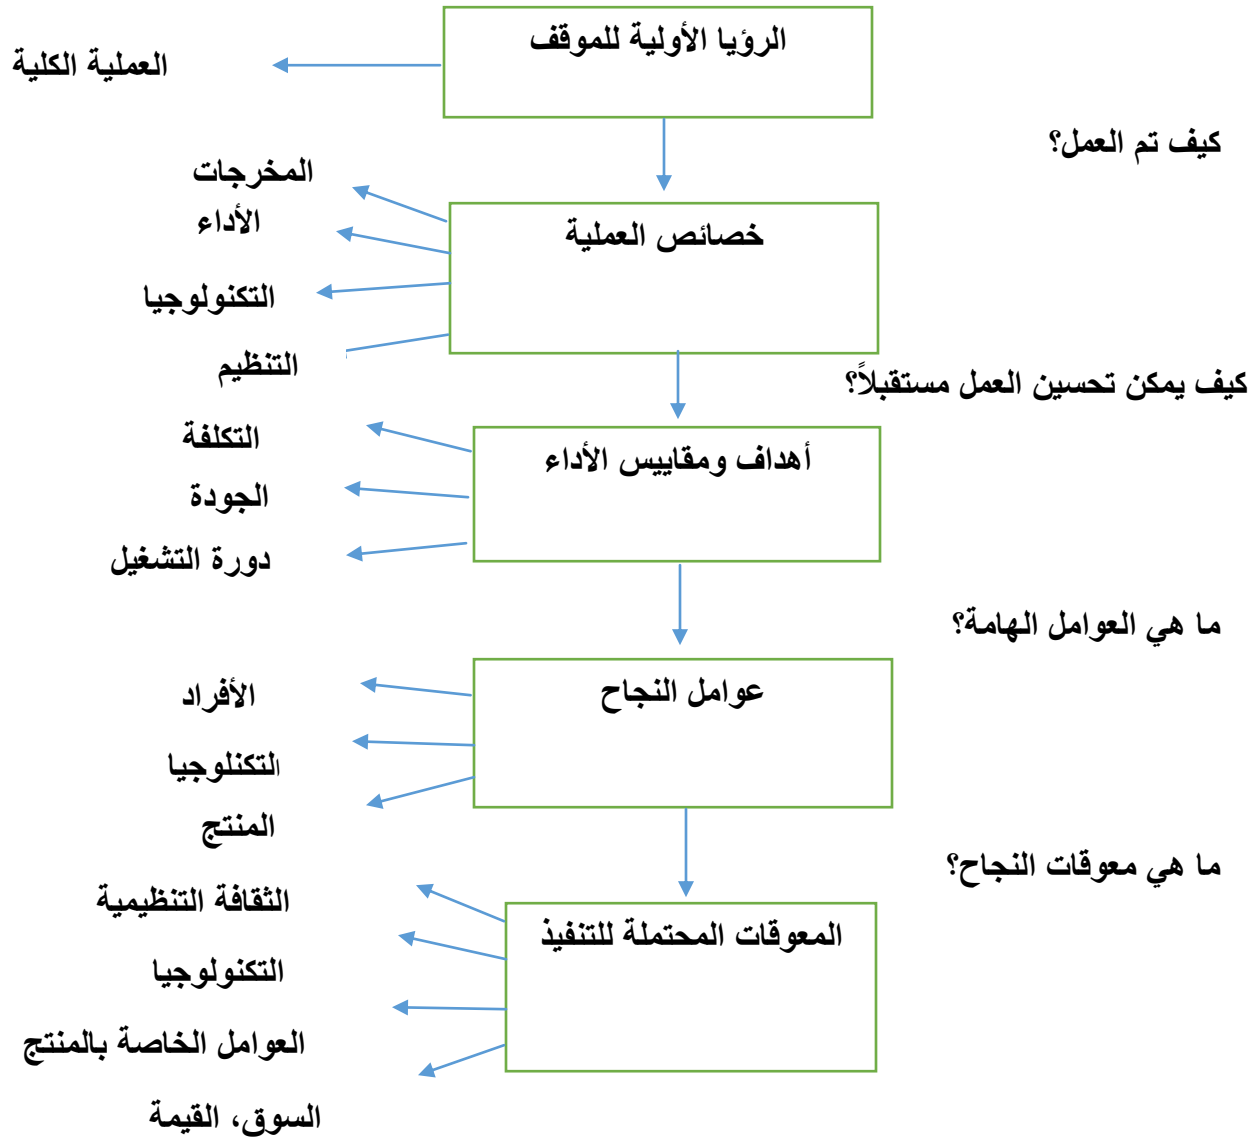 الرؤيا الأولية للموقف
العملية الكلية
كيف تم العمل؟
المخرجات
خصائص العملية
الأداء
التكنولوجيا
التنظيم
كيف يمكن تحسين العمل مستقبلاً؟
التكلفة
أهداف ومقاييس الأداء
الجودة
دورة التشغيل
ما هي العوامل الهامة؟
عوامل النجاح
الأفراد
التكنلوجيا
المنتج
ما هي معوقات النجاح؟
الثقافة التنظيمية
المعوقات المحتملة للتنفيذ
التكنولوجيا
العوامل الخاصة بالمنتج
السوق، القيمة